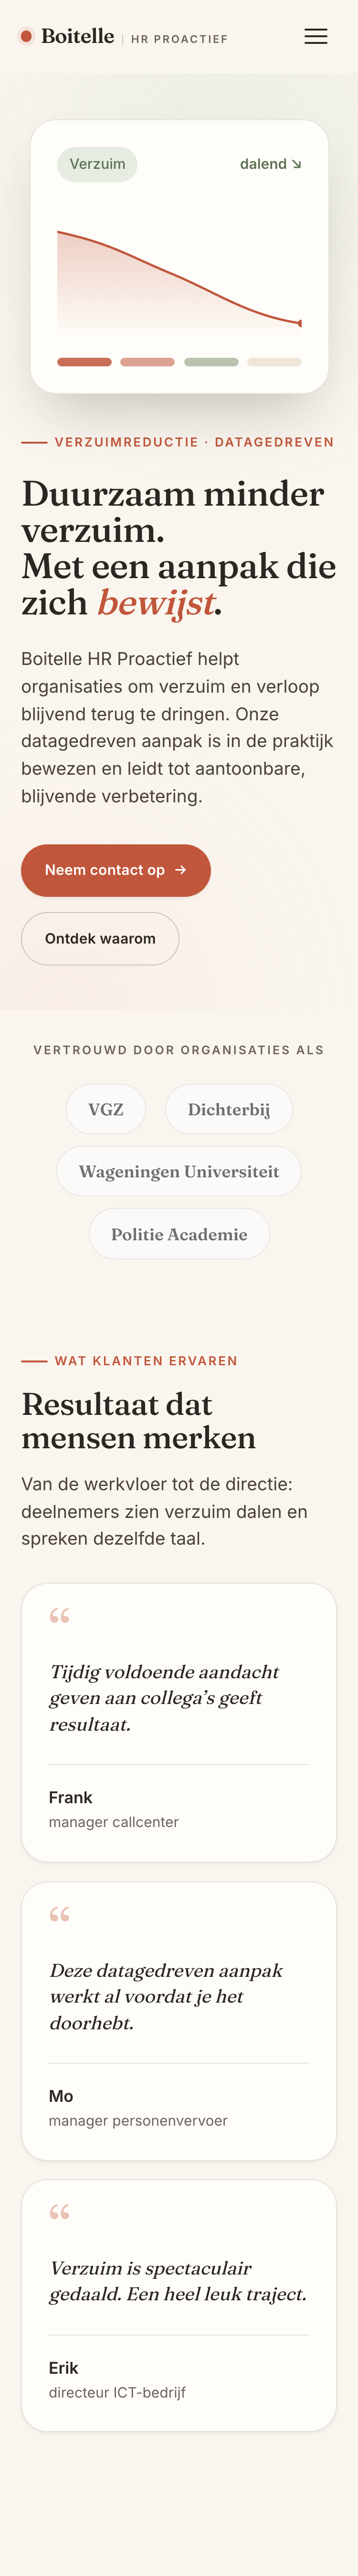 Boitelle | HR PROACTIEF
Verzuim
dalend ↘
VERZUIMREDUCTIE · DATAGEDREVEN
Duurzaam minder
verzuim.
Met een aanpak die
zich bewijst.
Boitelle HR Proactief helpt
organisaties om verzuim en verloop
blijvend terug te dringen. Onze
datagedreven aanpak is in de praktijk
bewezen en leidt tot aantoonbare,
blijvende verbetering.
Neem contact op →
Ontdek waarom
VERTROUWD DOOR ORGANISATIES ALS
VGZ
Dichterbij
Wageningen Universiteit
Politie Academie
WAT KLANTEN ERVAREN
Resultaat dat
mensen merken
Van de werkvloer tot de directie:
deelnemers zien verzuim dalen en
spreken dezelfde taal.
“
Tijdig voldoende aandacht
geven aan collega’s geeft
resultaat.
Frank
manager callcenter
“
Deze datagedreven aanpak
werkt al voordat je het
doorhebt.
Mo
manager personenvervoer
“
Verzuim is spectaculair
gedaald. Een heel leuk traject.
Erik
directeur ICT-bedrijf